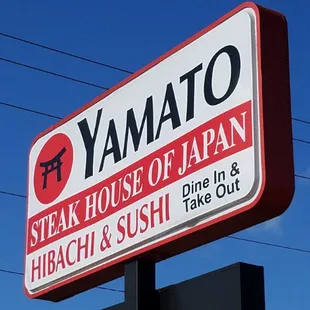 YAMATO
STEAK HOUSE OF JAPAN
HIBACHI & SUSHI
Dine In &
Take Out